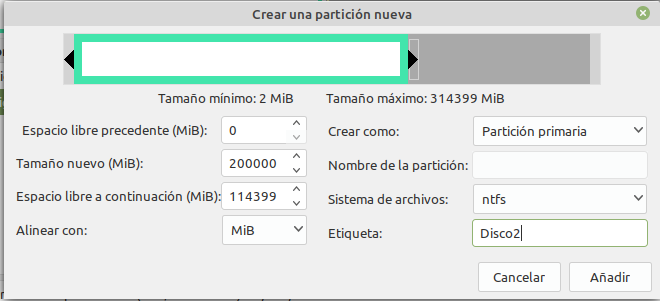 Crear una partición nueva
Tamaño mínimo: 2 MiB Tamaño máximo: 314399 MiB
Espacio libre precedente (MiB): 0 Crear como: Partición primaria
Tamaño nuevo (MiB): 200000 Nombre de la partición:
Espacio libre a continuación (MiB): 114399 Sistema de archivos: ntfs
Alinear con: MiB Etiqueta: Disco2
Cancelar Añadir